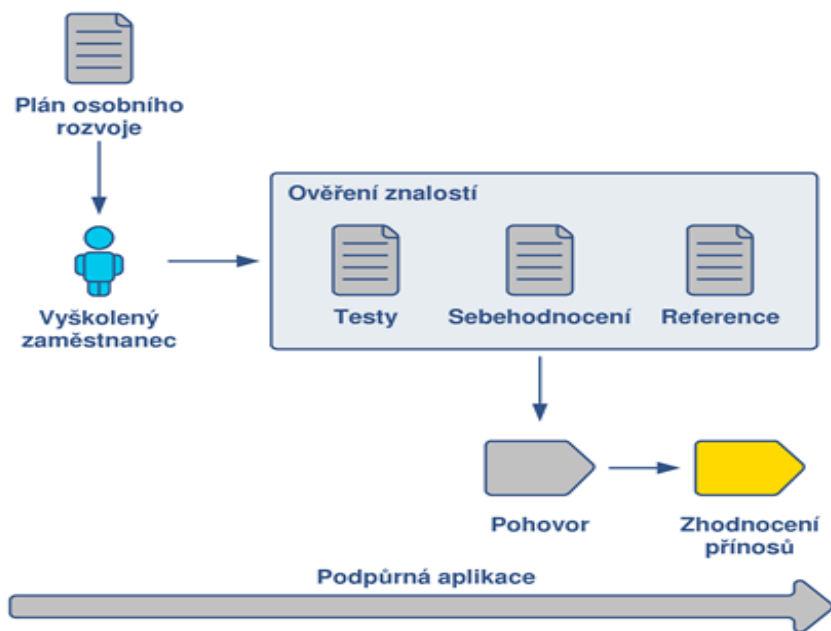 Plán osobního
rozvoje
Ověření znalostí
Testy
Sebehodnocení
Reference
Vyškolený
zaměstnanec
Pohovor
Zhodnocení
přínosů
Podpůrná aplikace